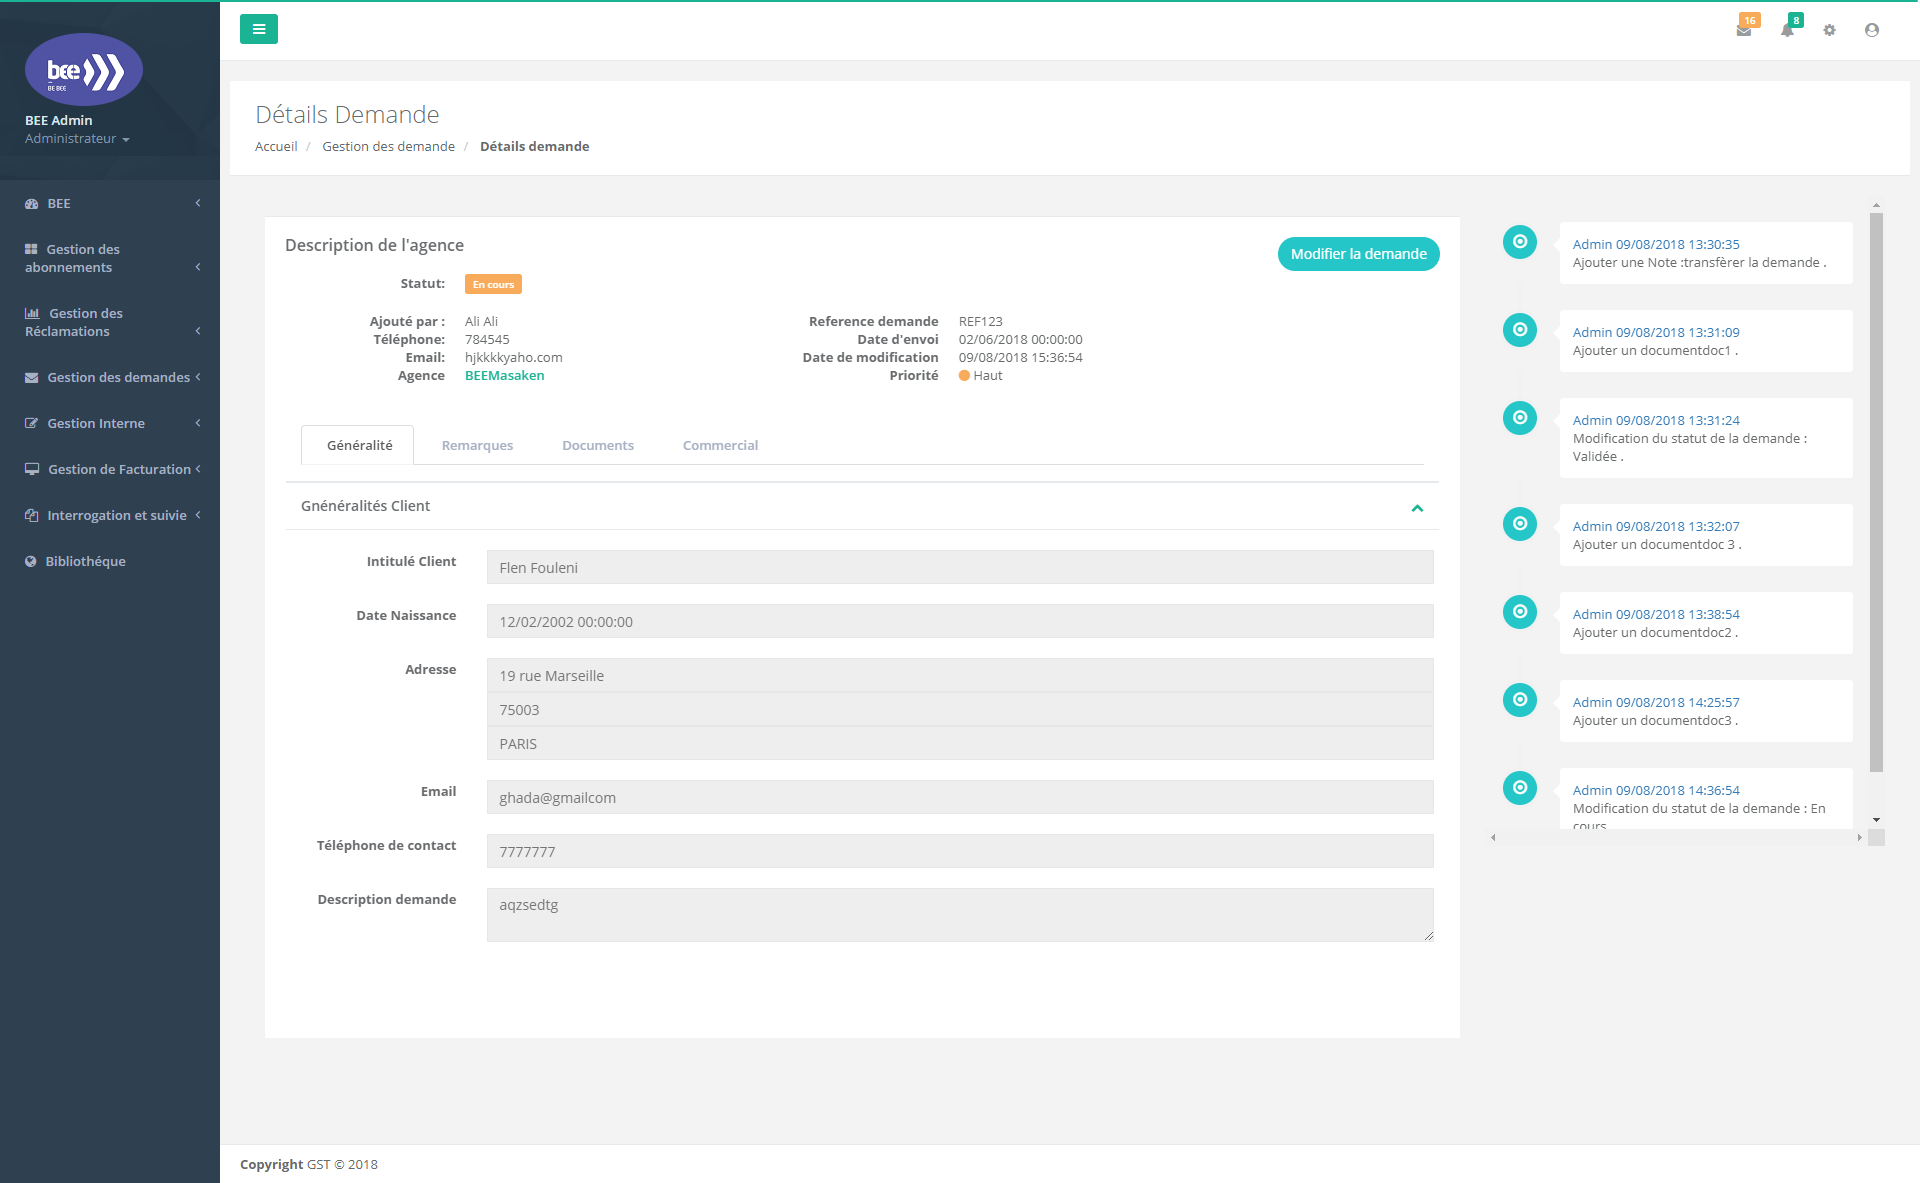 bee
BE BEE
BEE Admin
Administrateur
BEE
Gestion des
abonnements
Gestion des
Réclamations
Gestion des demandes
Gestion Interne
Gestion de Facturation
Interrogation et suivie
Bibliothéque
16
8
Détails Demande
Accueil / Gestion des demande / Détails demande
Description de l'agence
Modifier la demande
Statut: En cours
Ajouté par : Ali Ali
Téléphone: 784545
Email: hjkkkkyaho.com
Agence BEEMasaken
Reference demande REF123
Date d'envoi 02/06/2018 00:00:00
Date de modification 09/08/2018 15:36:54
Priorité Haut
Généralité Remarques Documents Commercial
Gnénéralités Client
Intitulé Client Flen Fouleni
Date Naissance 12/02/2002 00:00:00
Adresse 19 rue Marseille
75003
PARIS
Email ghada@gmailcom
Téléphone de contact 7777777
Description demande aqzsedtg
Admin 09/08/2018 13:30:35
Ajouter une Note :transfèrer la demande .
Admin 09/08/2018 13:31:09
Ajouter un documentdoc1 .
Admin 09/08/2018 13:31:24
Modification du statut de la demande :
Validée .
Admin 09/08/2018 13:32:07
Ajouter un documentdoc 3 .
Admin 09/08/2018 13:38:54
Ajouter un documentdoc2 .
Admin 09/08/2018 14:25:57
Ajouter un documentdoc3 .
Admin 09/08/2018 14:36:54
Modification du statut de la demande : En
cours
Copyright GST © 2018